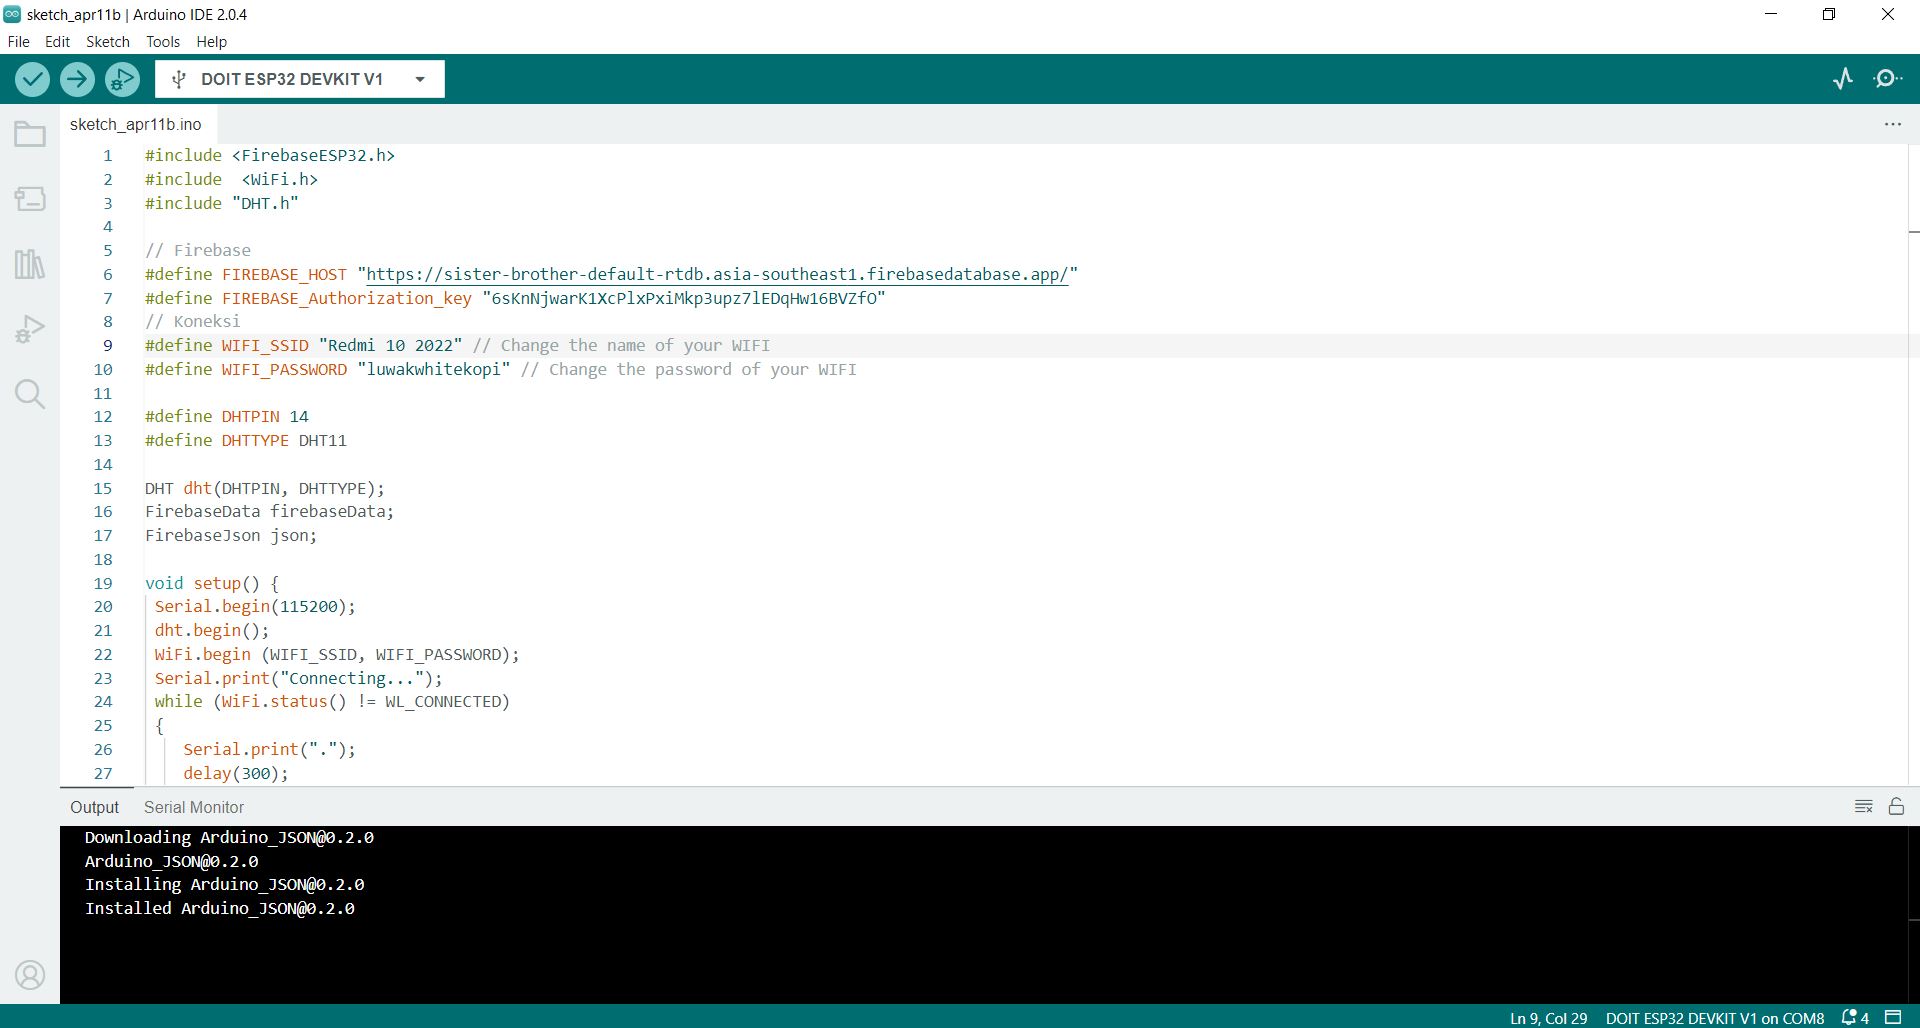 sketch_apr11b | Arduino IDE 2.0.4
File Edit Sketch Tools Help
DOIT ESP32 DEVKIT V1
sketch_apr11b.ino
1 #include <FirebaseESP32.h>
2 #include  <WiFi.h>
3 #include "DHT.h"
4
5 // Firebase
6 #define FIREBASE_HOST "https://sister-brother-default-rtdb.asia-southeast1.firebasedatabase.app/"
7 #define FIREBASE_Authorization_key "6sKnNjwarK1XcPlxPxiMkp3upz7lEDqHw16BVZfO"
8 // Koneksi
9 #define WIFI_SSID "Redmi 10 2022" // Change the name of your WIFI
10 #define WIFI_PASSWORD "luwakwhitekopi" // Change the password of your WIFI
11
12 #define DHTPIN 14
13 #define DHTTYPE DHT11
14
15 DHT dht(DHTPIN, DHTTYPE);
16 FirebaseData firebaseData;
17 FirebaseJson json;
18
19 void setup() {
20 Serial.begin(115200);
21 dht.begin();
22 WiFi.begin (WIFI_SSID, WIFI_PASSWORD);
23 Serial.print("Connecting...");
24 while (WiFi.status() != WL_CONNECTED)
25 {
26 Serial.print(".");
27 delay(300);
Output Serial Monitor
Downloading Arduino_JSON@0.2.0
Arduino_JSON@0.2.0
Installing Arduino_JSON@0.2.0
Installed Arduino_JSON@0.2.0
Ln 9, Col 29 DOIT ESP32 DEVKIT V1 on COM8 4